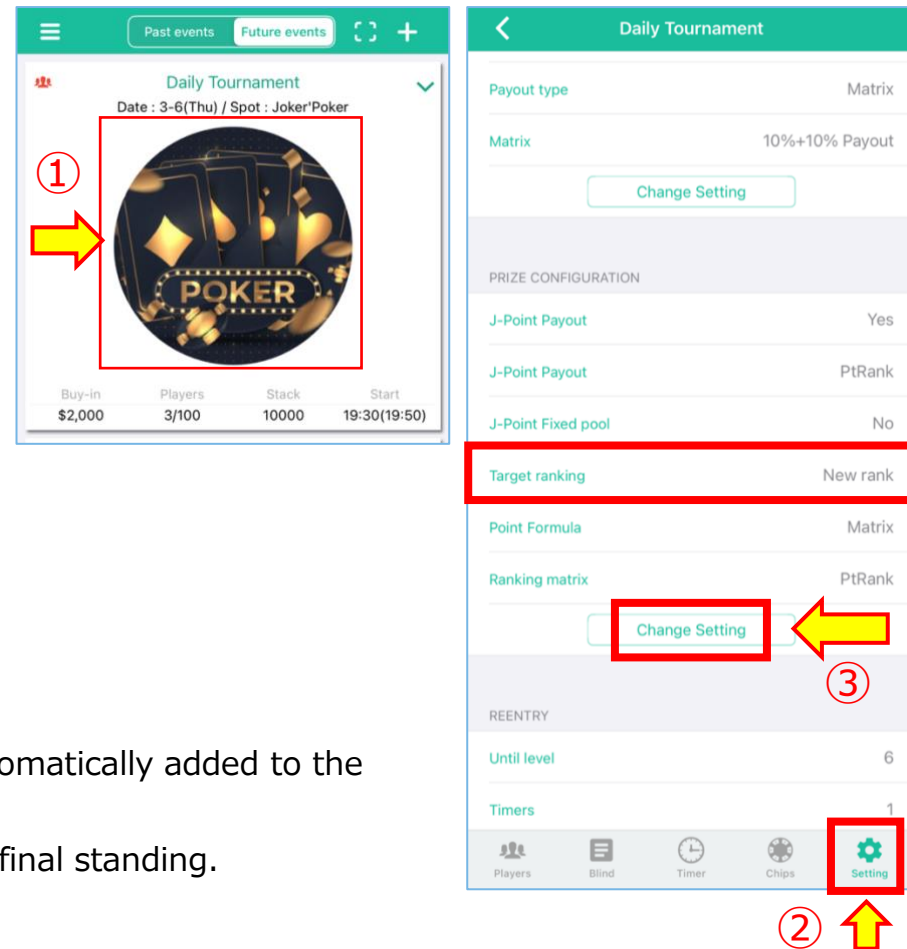 Past events Future events
Daily Tournament
Date : 3-6(Thu) / Spot : Joker'Poker
①
POKER
Buy-in Players Stack Start
$2,000 3/100 10000 19:30(19:50)
Daily Tournament
Payout type Matrix
Matrix 10%+10% Payout
Change Setting
PRIZE CONFIGURATION
J-Point Payout Yes
J-Point Payout PtRank
J-Point Fixed pool No
Target ranking New rank
Point Formula Matrix
Ranking matrix PtRank
Change Setting
③
REENTRY
Until level 6
Timers 1
Players Blind Timer Chips Setting
②
omatically added to the
final standing.